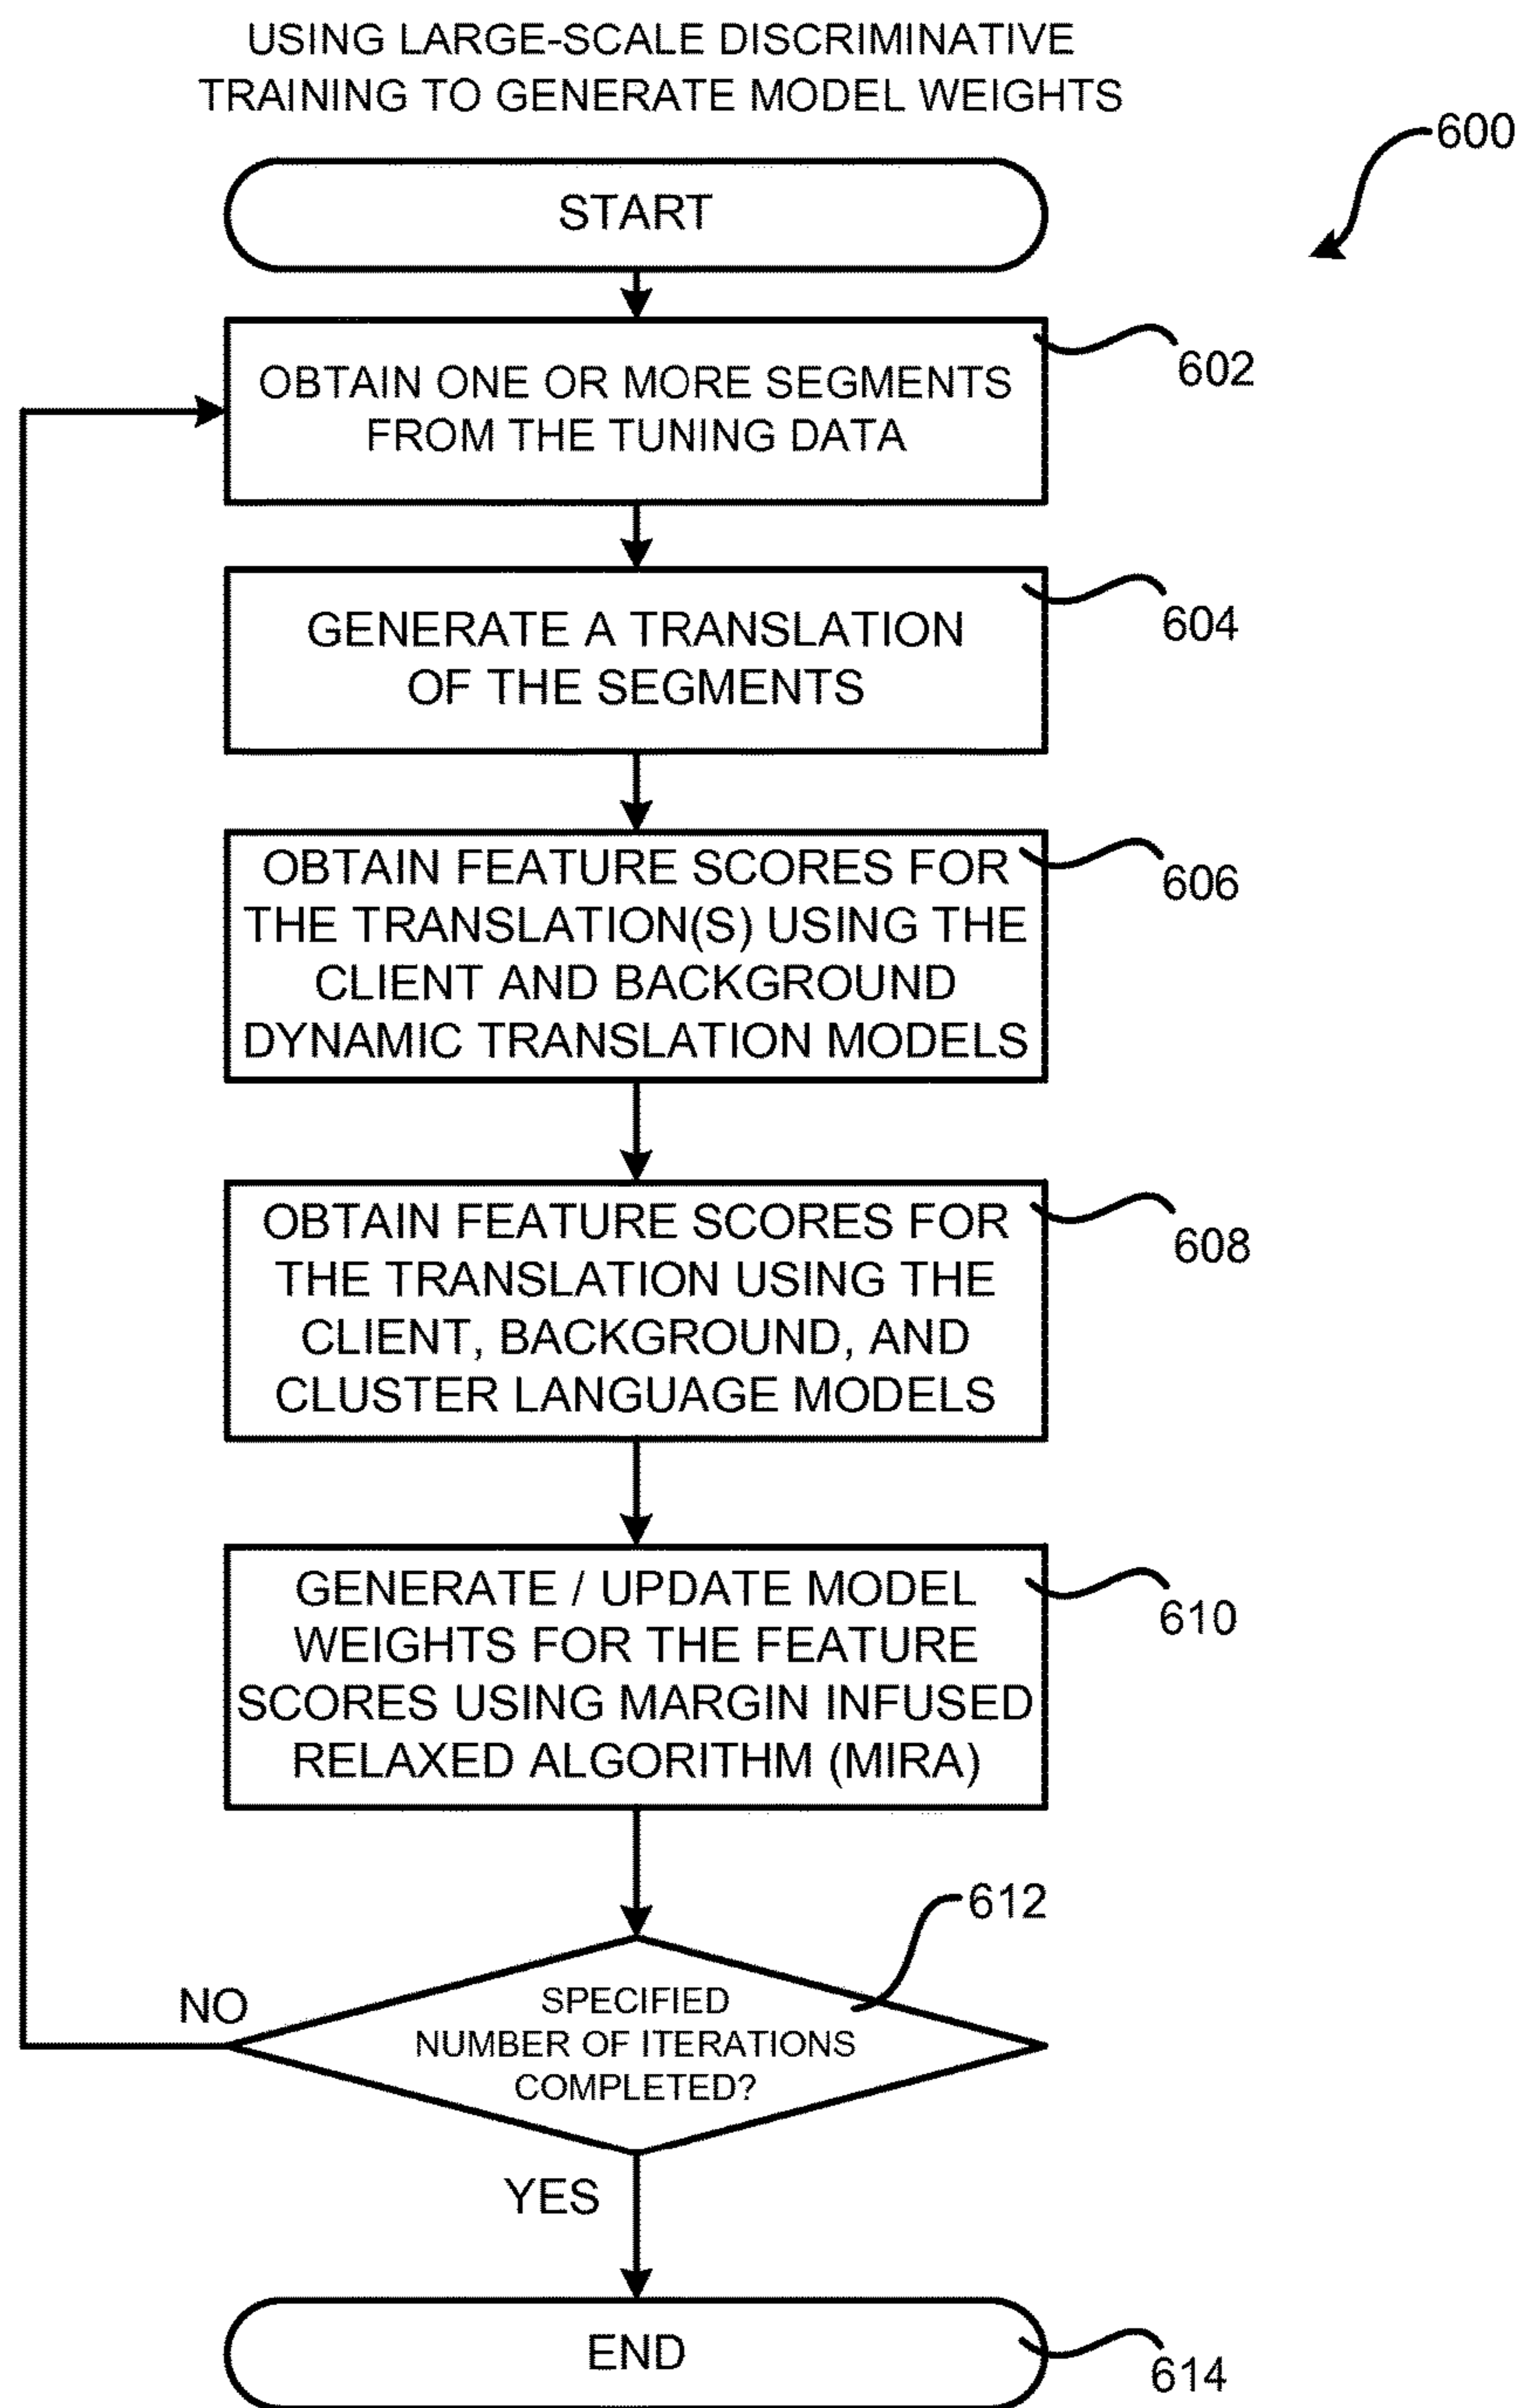 USING LARGE-SCALE DISCRIMINATIVE
TRAINING TO GENERATE MODEL WEIGHTS
600
START
OBTAIN ONE OR MORE SEGMENTS
FROM THE TUNING DATA
602
GENERATE A TRANSLATION
OF THE SEGMENTS
604
OBTAIN FEATURE SCORES FOR
THE TRANSLATION(S) USING THE
CLIENT AND BACKGROUND
DYNAMIC TRANSLATION MODELS
606
OBTAIN FEATURE SCORES FOR
THE TRANSLATION USING THE
CLIENT, BACKGROUND, AND
CLUSTER LANGUAGE MODELS
608
GENERATE / UPDATE MODEL
WEIGHTS FOR THE FEATURE
SCORES USING MARGIN INFUSED
RELAXED ALGORITHM (MIRA)
610
612
NO
SPECIFIED
NUMBER OF ITERATIONS
COMPLETED?
YES
END
614